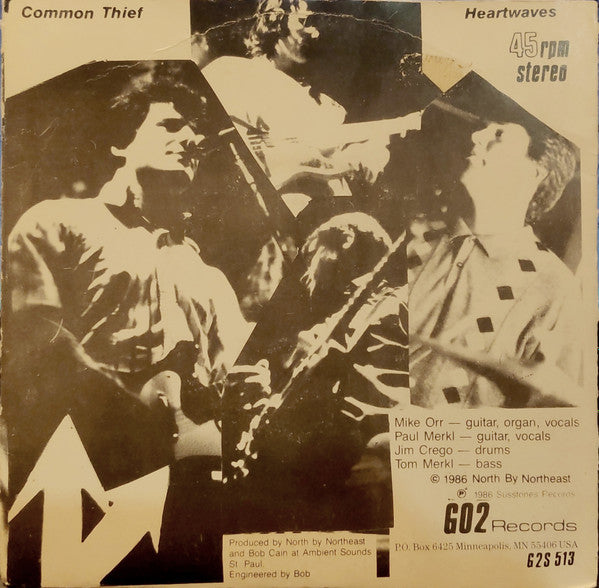 Common Thief
Heartwaves
45 rpm
stereo
Mike Orr — guitar, organ, vocals
Paul Merkl — guitar, vocals
Jim Crego — drums
Tom Merkl — bass
© 1986 North By Northeast
℗ 1986 Susstones Records
602 Records
P.O. Box 6425 Minneapolis, MN 55406 USA
62S 513
Produced by North by Northeast
and Bob Cain at Ambient Sounds
St. Paul.
Engineered by Bob